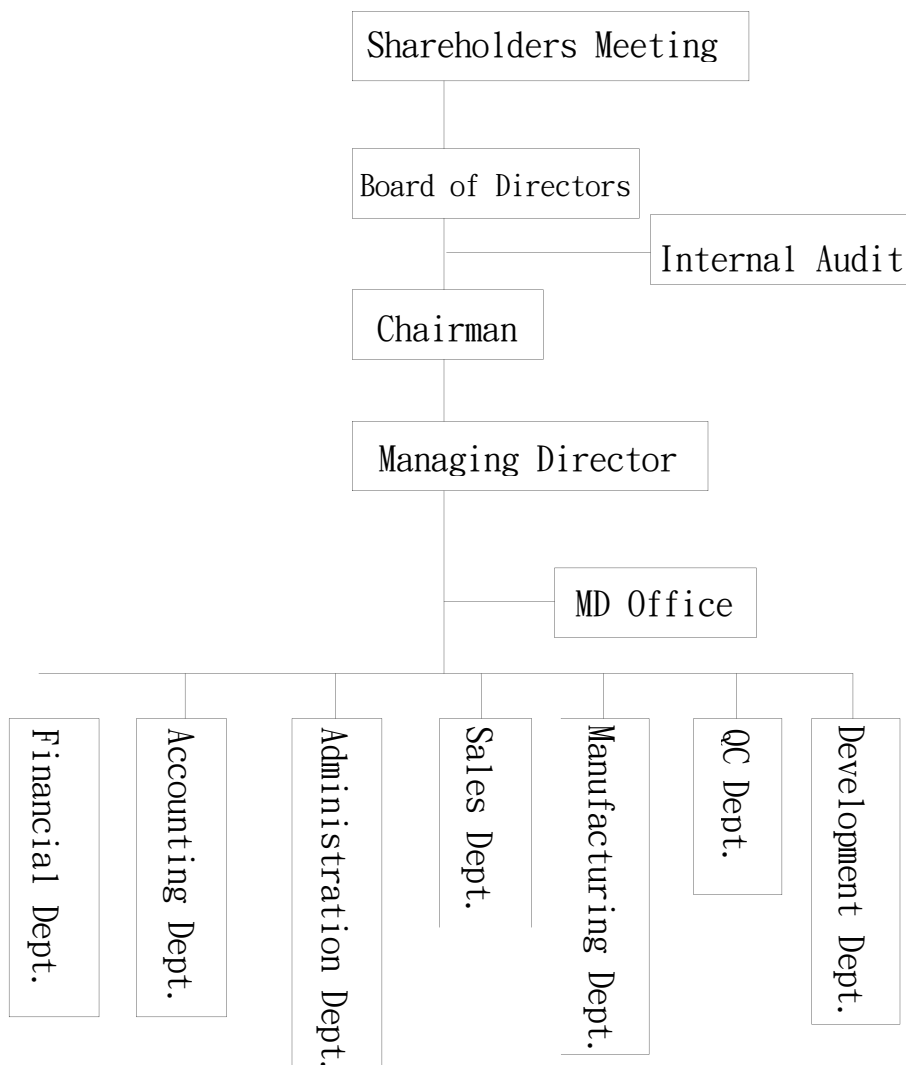 Shareholders Meeting
Board of Directors
Internal Audit
Chairman
Managing Director
MD Office
Financial Dept.
Accounting Dept.
Administration Dept.
Sales Dept.
Manufacturing Dept.
QC Dept.
Development Dept.